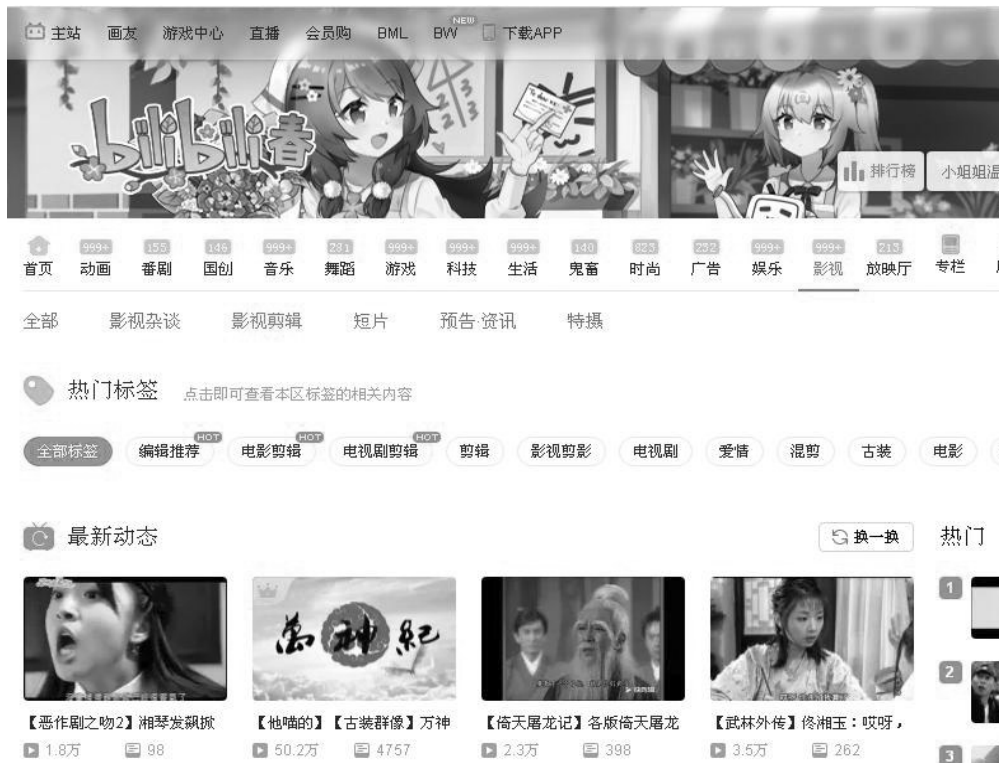 主站 画友 游戏中心 直播 会员购 BML BW NEW 下载APP
bilibili春
2233
排行榜 小姐姐温
999+ 155 146 999+ 231 999+ 999+ 999+ 140 823 232 999+ 999+ 213
首页 动画 番剧 国创 音乐 舞蹈 游戏 科技 生活 鬼畜 时尚 广告 娱乐 影视 放映厅 专栏
全部 影视杂谈 影视剪辑 短片 预告·资讯 特摄
热门标签 点击即可查看本区标签的相关内容
全部标签 编辑推荐 HOT 电影剪辑 HOT 电视剧剪辑 HOT 剪辑 影视剪影 电视剧 爱情 混剪 古装 电影
最新动态 换一换 热门
1
萬神纪
2
【恶作剧之吻2】湘琴发飙掀 【他喵的】【古装群像】万神 【倚天屠龙记】各版倚天屠龙 【武林外传】佟湘玉：哎呀，
1.8万 98 50.2万 4757 2.3万 398 3.5万 262
3